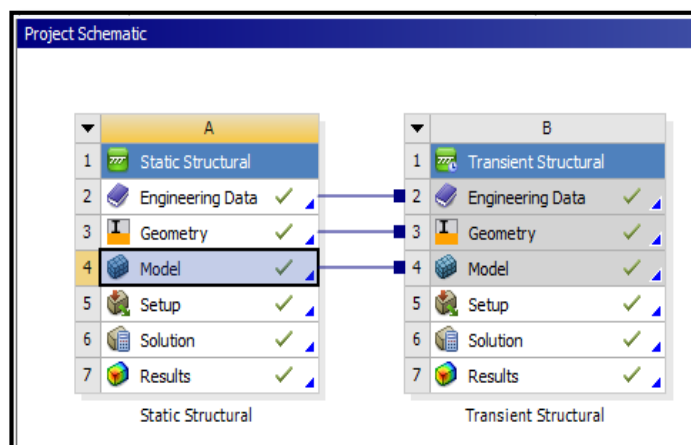 Project Schematic
A
1 Static Structural
2 Engineering Data
3 Geometry
4 Model
5 Setup
6 Solution
7 Results
Static Structural
B
1 Transient Structural
2 Engineering Data
3 Geometry
4 Model
5 Setup
6 Solution
7 Results
Transient Structural